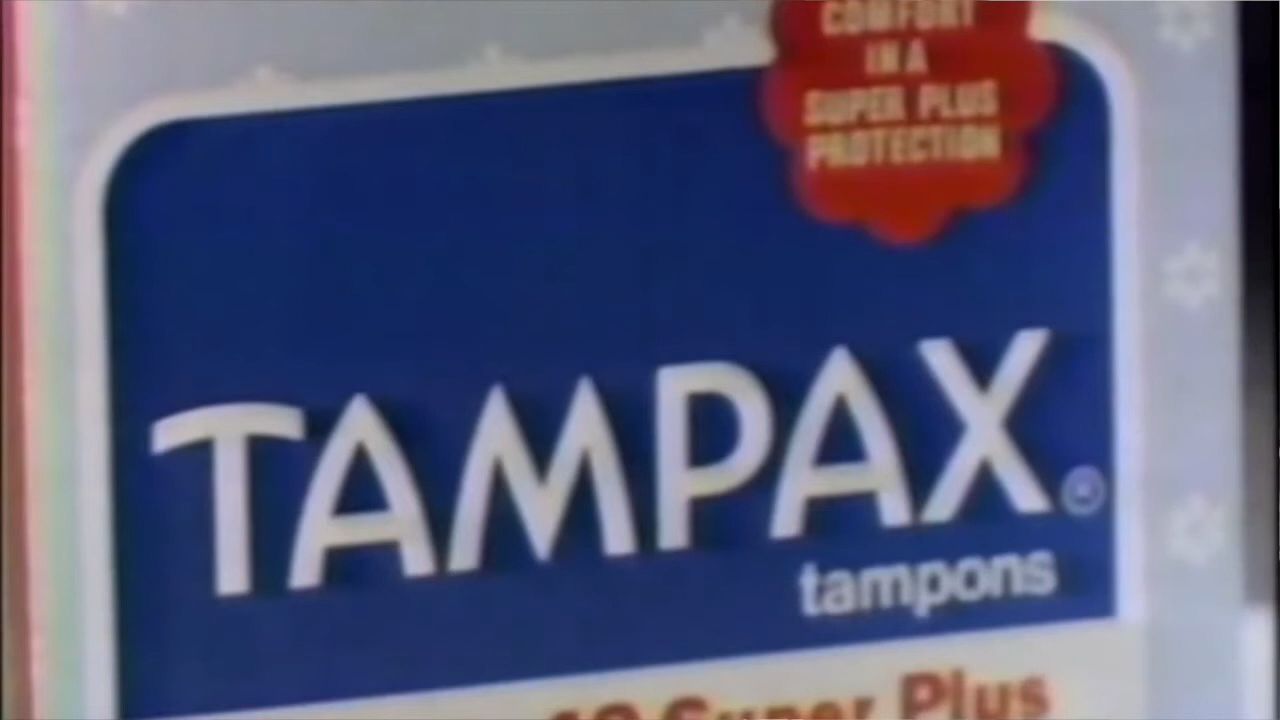 COMFORT
IN A
SUPER PLUS
PROTECTION
TAMPAX®
tampons
Super Plus